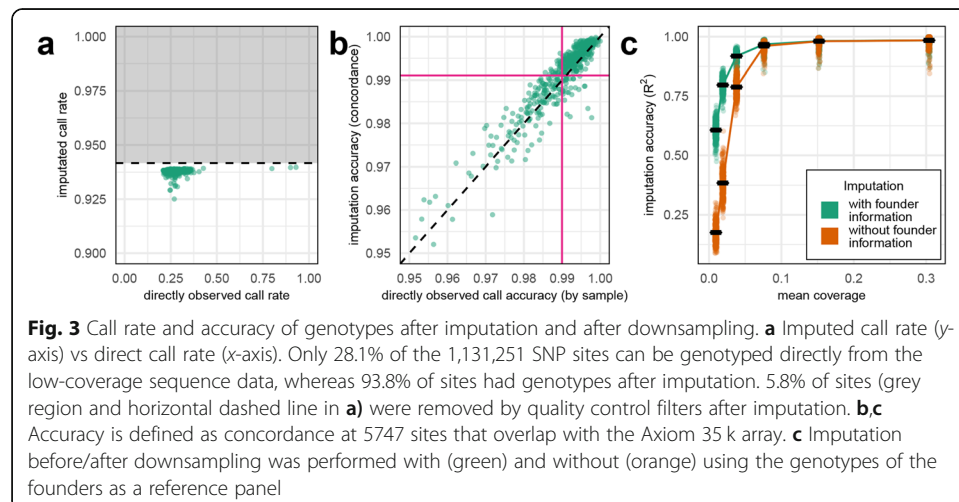 a
1.000
0.975
0.950
0.925
0.900
imputated call rate
0.00 0.25 0.50 0.75 1.00
directly observed call rate
b
1.00
0.99
0.98
0.97
0.96
0.95
imputation accuracy (concordance)
0.95 0.96 0.97 0.98 0.99 1.00
directly observed call accuracy (by sample)
c
1.00
0.75
0.50
0.25
imputation accuracy (R²)
Imputation
with founder
information
without founder
information
0.0 0.1 0.2 0.3
mean coverage
Fig. 3 Call rate and accuracy of genotypes after imputation and after downsampling. a Imputed call rate (y-
axis) vs direct call rate (x-axis). Only 28.1% of the 1,131,251 SNP sites can be genotyped directly from the
low-coverage sequence data, whereas 93.8% of sites had genotypes after imputation. 5.8% of sites (grey
region and horizontal dashed line in a) were removed by quality control filters after imputation. b,c
Accuracy is defined as concordance at 5747 sites that overlap with the Axiom 35 k array. c Imputation
before/after downsampling was performed with (green) and without (orange) using the genotypes of the
founders as a reference panel